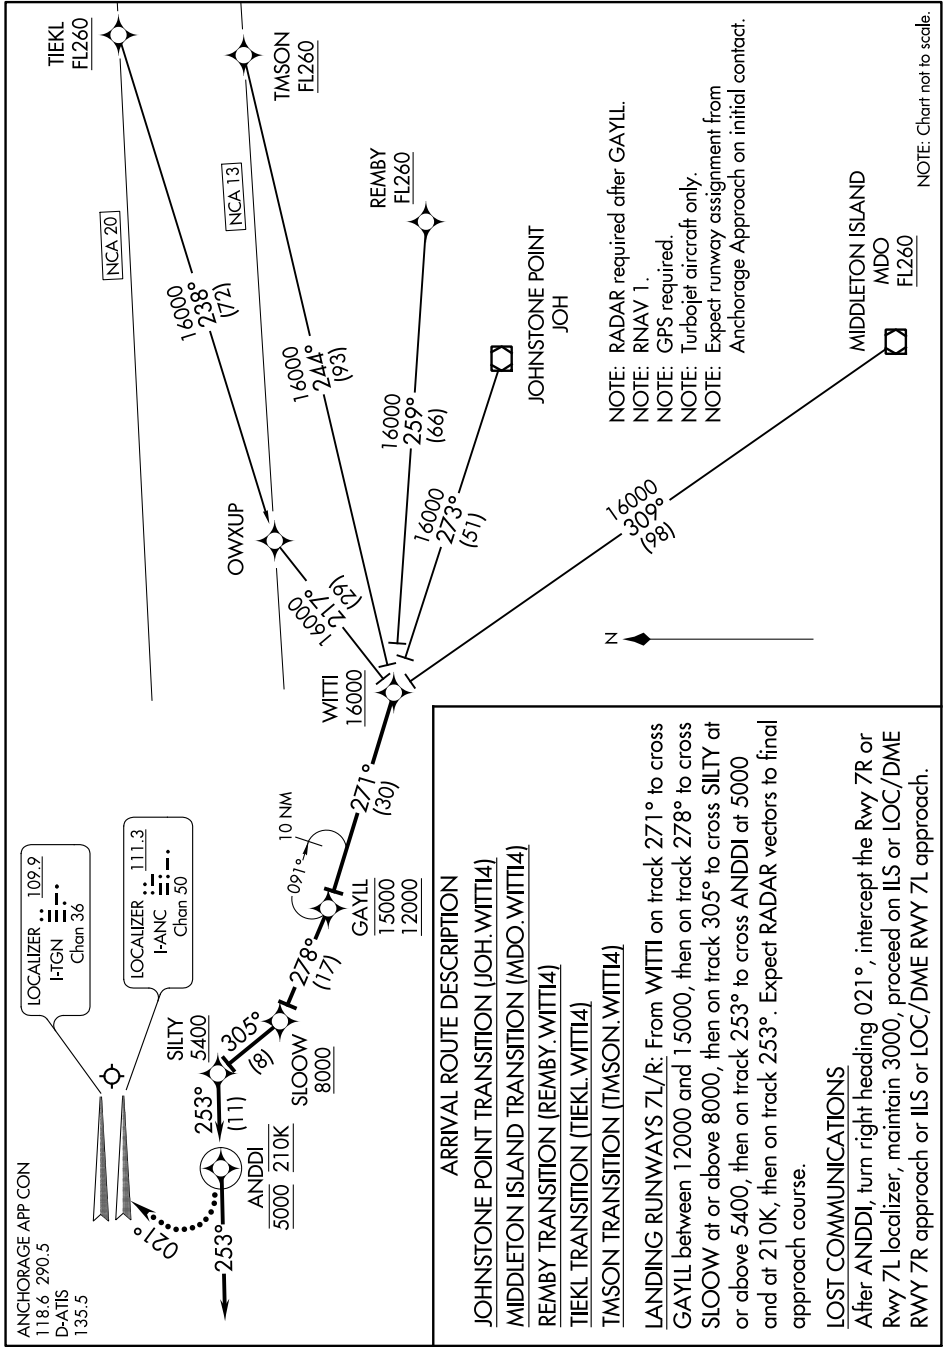 ANCHORAGE APP CON
118.6 290.5
D-ATIS
135.5
LOCALIZER 109.9
I-TGN
Chan 36
LOCALIZER 111.3
I-ANC
Chan 50
NCA 20
NCA 13
TIEKL
FL260
TMSON
FL260
REMBY
FL260
JOHNSTONE POINT
JOH
MIDDLETON ISLAND
MDO
FL260
OWXUP
16000
238°
(72)
16000
217°
(29)
16000
244°
(93)
16000
259°
(66)
16000
273°
(51)
16000
309°
(98)
WITTI
16000
271°
(30)
10 NM
091°
GAYLL
15000
12000
278°
(17)
SLOOW
8000
305°
(8)
SILTY
5400
253°
(11)
ANDDI
5000 210K
021°
253°
N
NOTE: RADAR required after GAYLL.
NOTE: RNAV 1.
NOTE: GPS required.
NOTE: Turbojet aircraft only.
NOTE: Expect runway assignment from
Anchorage Approach on initial contact.
NOTE: Chart not to scale.
ARRIVAL ROUTE DESCRIPTION
JOHNSTONE POINT TRANSITION (JOH.WITTI4)
MIDDLETON ISLAND TRANSITION (MDO.WITTI4)
REMBY TRANSITION (REMBY.WITTI4)
TIEKL TRANSITION (TIEKL.WITTI4)
TMSON TRANSITION (TMSON.WITTI4)
LANDING RUNWAYS 7L/R: From WITTI on track 271° to cross
GAYLL between 12000 and 15000, then on track 278° to cross
SLOOW at or above 8000, then on track 305° to cross SILTY at
or above 5400, then on track 253° to cross ANDDI at 5000
and at 210K, then on track 253°. Expect RADAR vectors to final
approach course.
LOST COMMUNICATIONS
After ANDDI, turn right heading 021°, intercept the Rwy 7R or
Rwy 7L localizer, maintain 3000, proceed on ILS or LOC/DME
RWY 7R approach or ILS or LOC/DME RWY 7L approach.